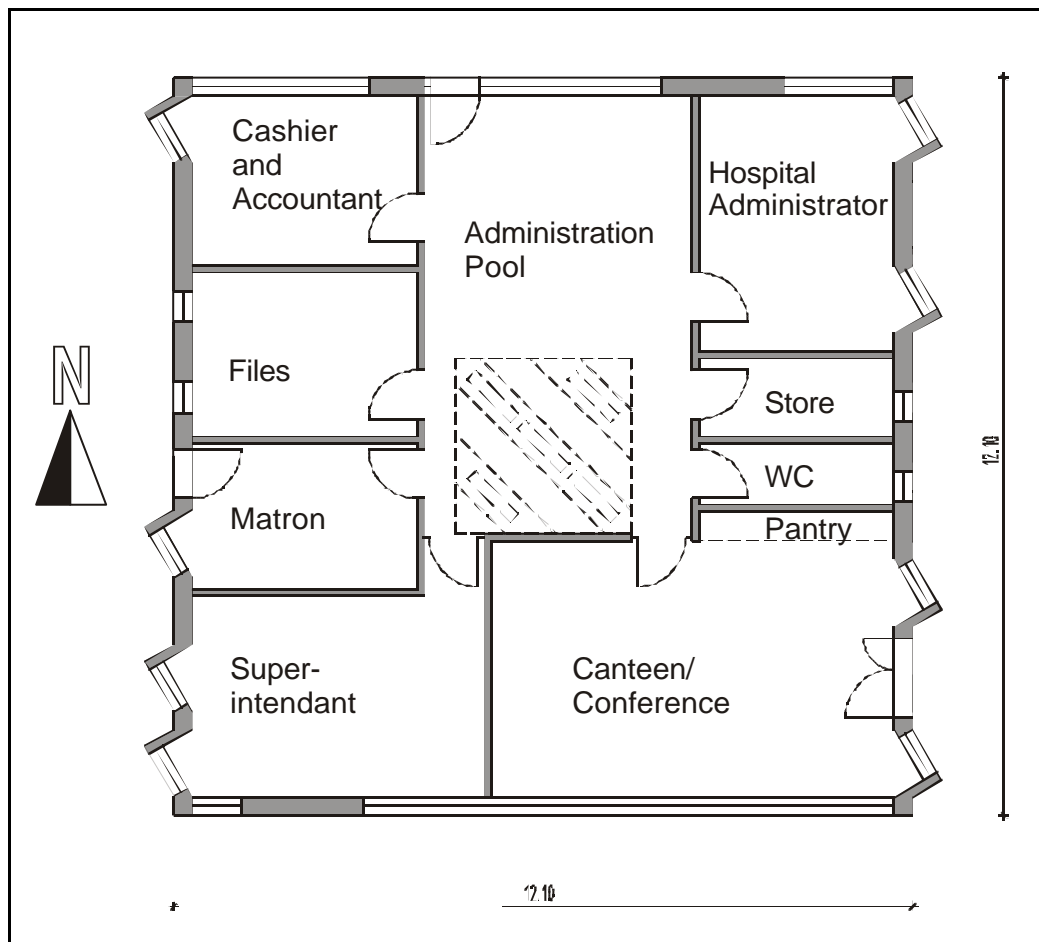 Cashier
and
Accountant
Hospital
Administrator
Administration
Pool
N
Files
Store
12.10
WC
Matron
Pantry
Super-
intendant
Canteen/
Conference
12.10